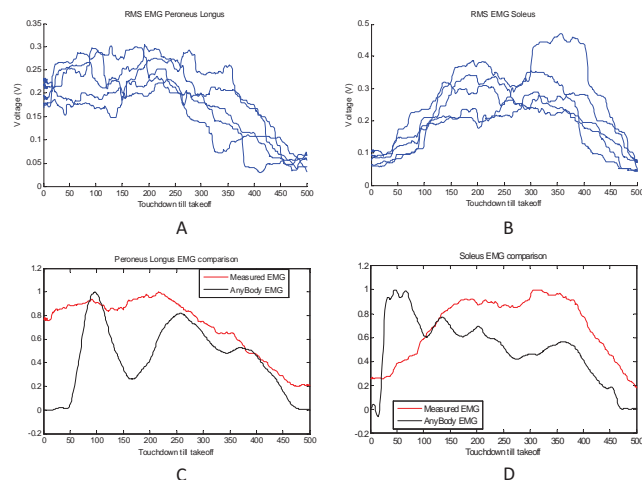 RMS EMG Peroneus Longus
0.35
0.3
0.25
0.2
0.15
0.1
0.05
0
Voltage (V)
0 50 100 150 200 250 300 350 400 450 500
Touchdown till takeoff
A
RMS EMG Soleus
0.5
0.4
0.3
0.2
0.1
0
Voltage (V)
0 50 100 150 200 250 300 350 400 450 500
Touchdown till takeoff
B
Peroneus Longus EMG comparison
1.2
1
0.8
0.6
0.4
0.2
0
-0.2
Measured EMG
AnyBody EMG
0 50 100 150 200 250 300 350 400 450 500
Touchdown till takeoff
C
Soleus EMG comparison
1.2
1.0
0.8
0.6
0.4
0.2
0
-0.2
Measured EMG
AnyBody EMG
0 50 100 150 200 250 300 350 400 450 500
Touchdown till takeoff
D